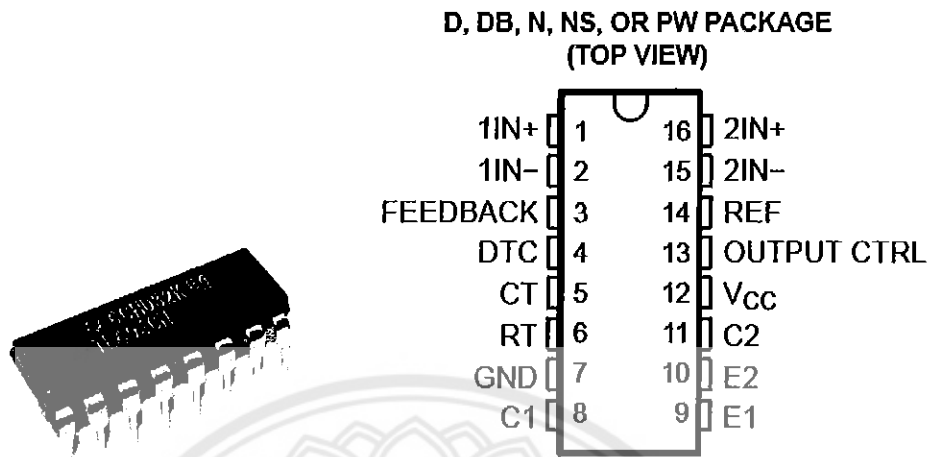 D, DB, N, NS, OR PW PACKAGE
(TOP VIEW)
1IN+ 1 16 2IN+
1IN− 2 15 2IN−
FEEDBACK 3 14 REF
DTC 4 13 OUTPUT CTRL
CT 5 12 VCC
RT 6 11 C2
GND 7 10 E2
C1 8 9 E1